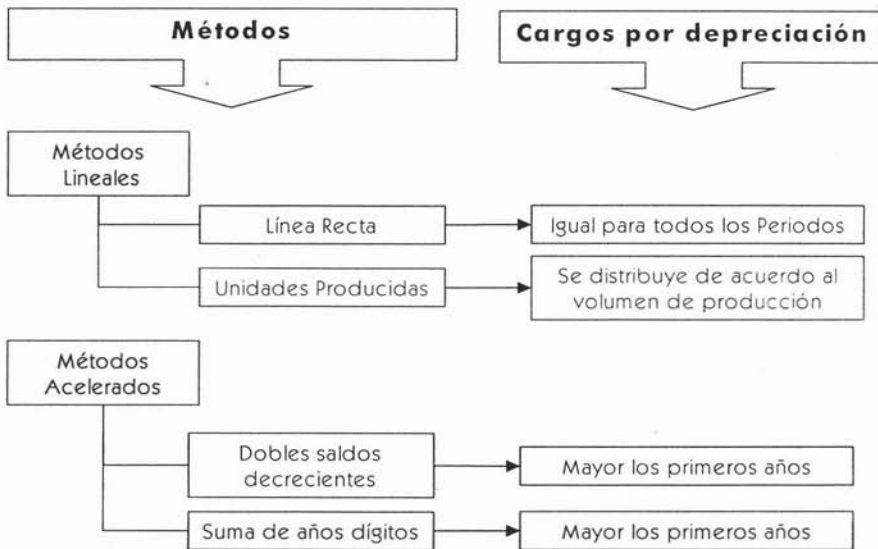 Métodos
Cargos por depreciación
Métodos
Lineales
Línea Recta
Igual para todos los Periodos
Unidades Producidas
Se distribuye de acuerdo al
volumen de producción
Métodos
Acelerados
Dobles saldos
decrecientes
Mayor los primeros años
Suma de años dígitos
Mayor los primeros años